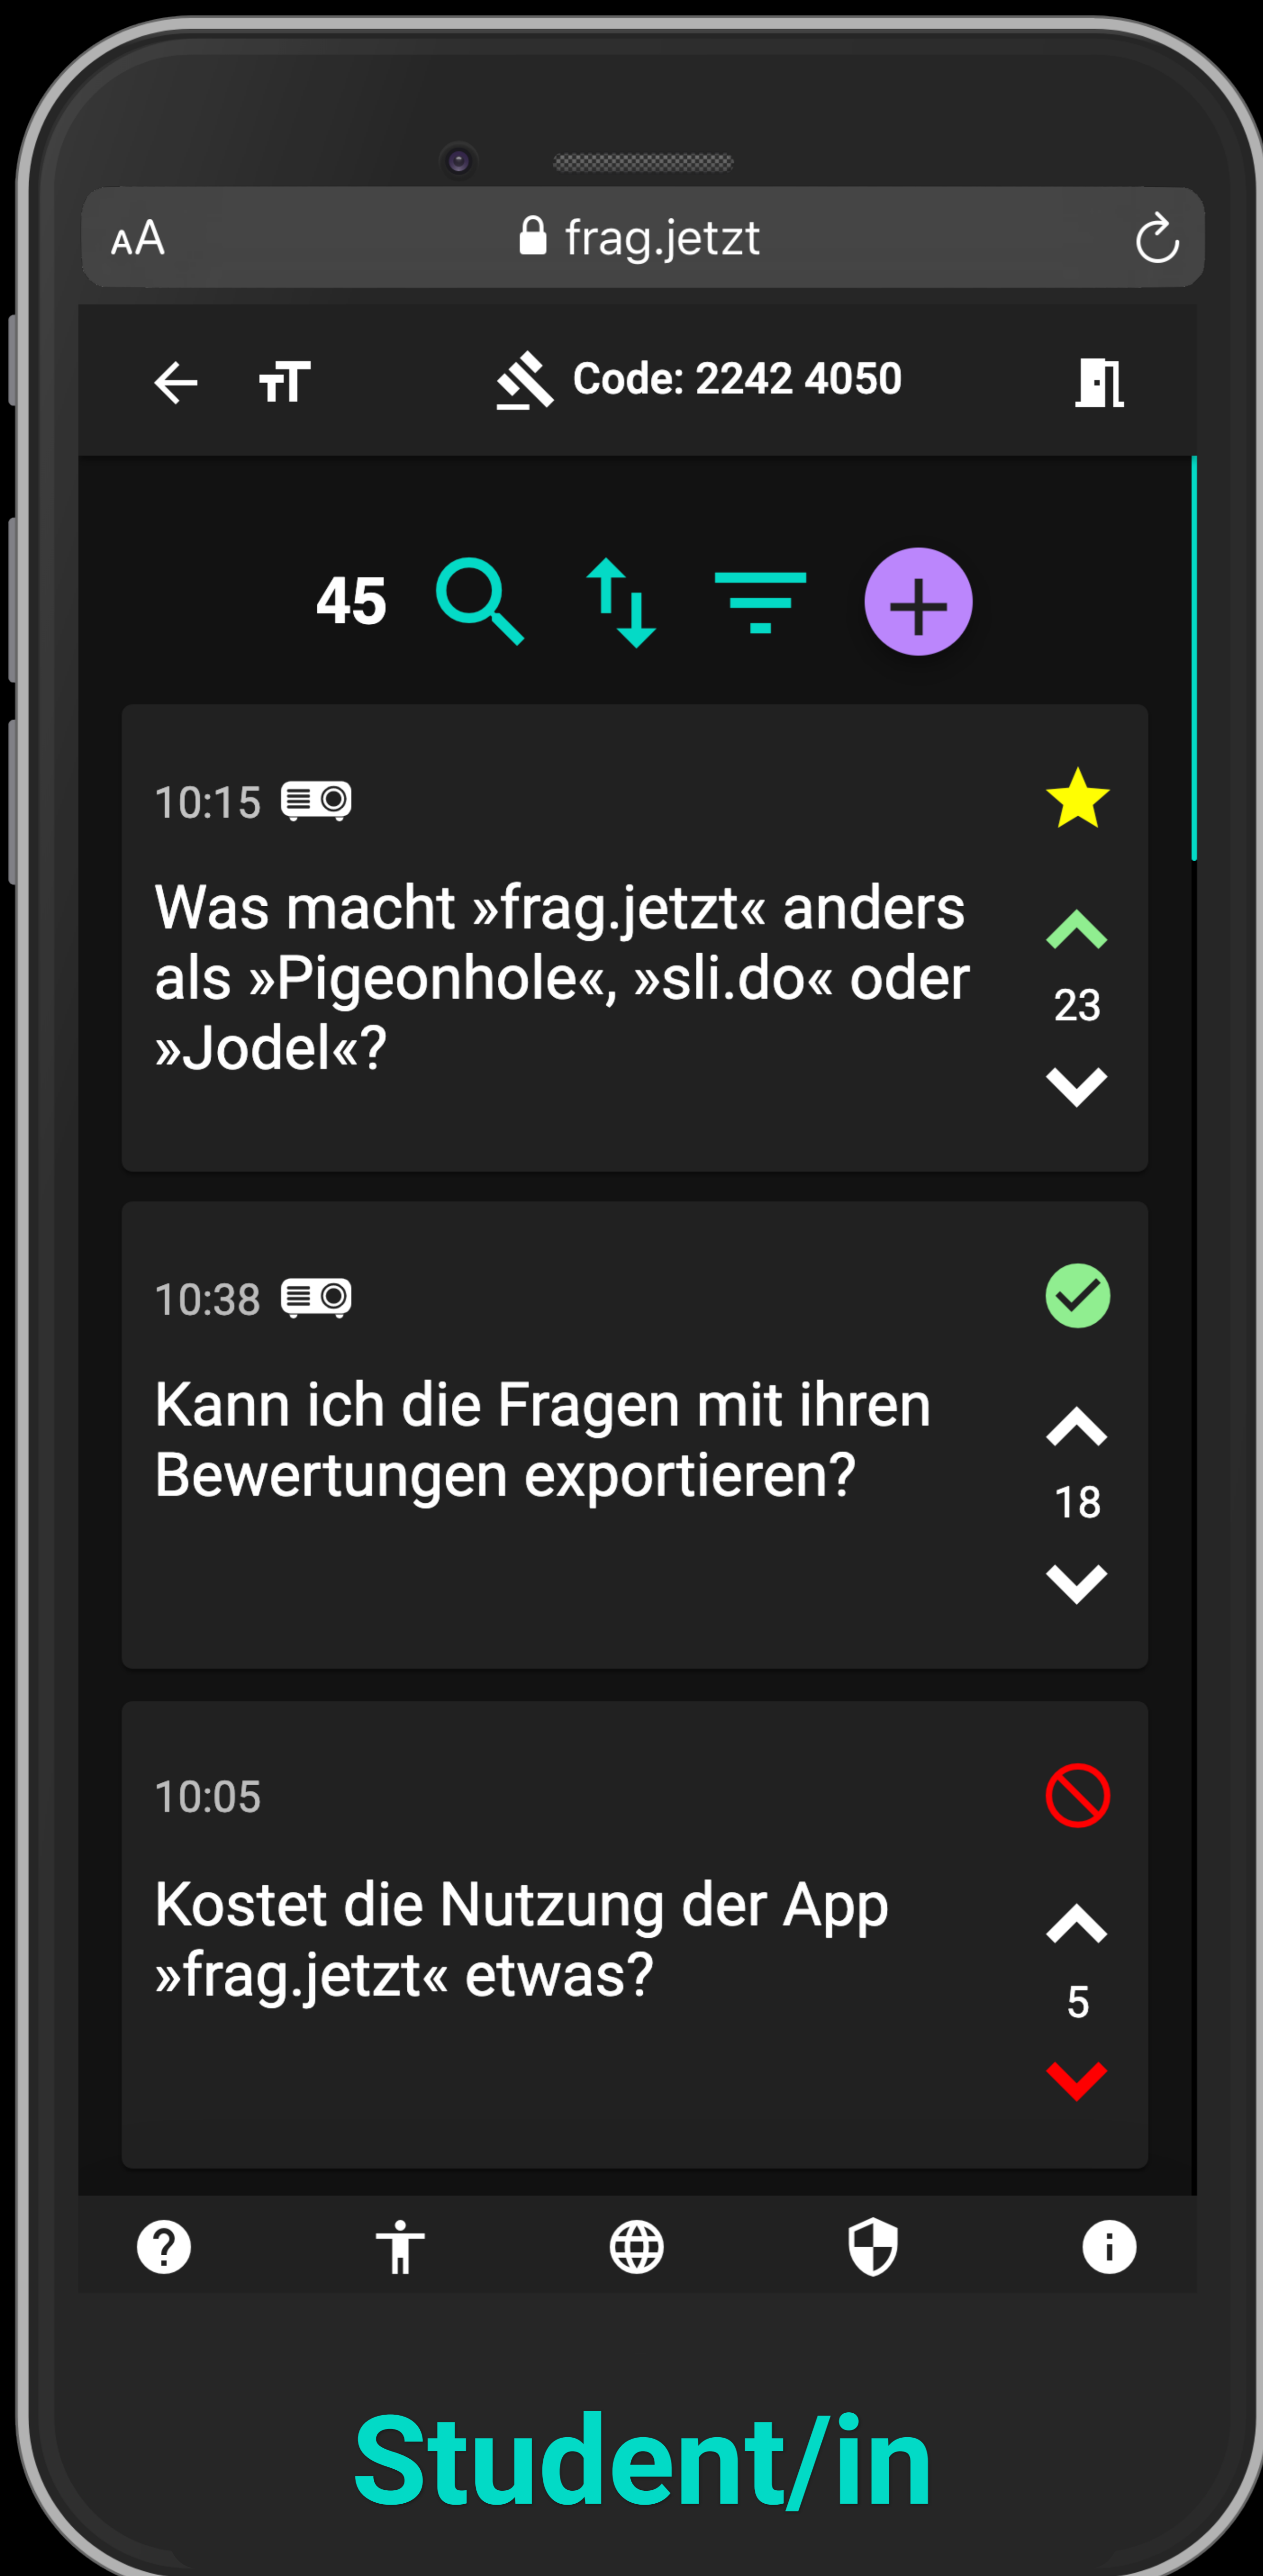 AA frag.jetzt
TT Code: 2242 4050
45
10:15
Was macht »frag.jetzt« anders
als »Pigeonhole«, »sli.do« oder
»Jodel«?
23
10:38
Kann ich die Fragen mit ihren
Bewertungen exportieren?
18
10:05
Kostet die Nutzung der App
»frag.jetzt« etwas?
5
Student/in